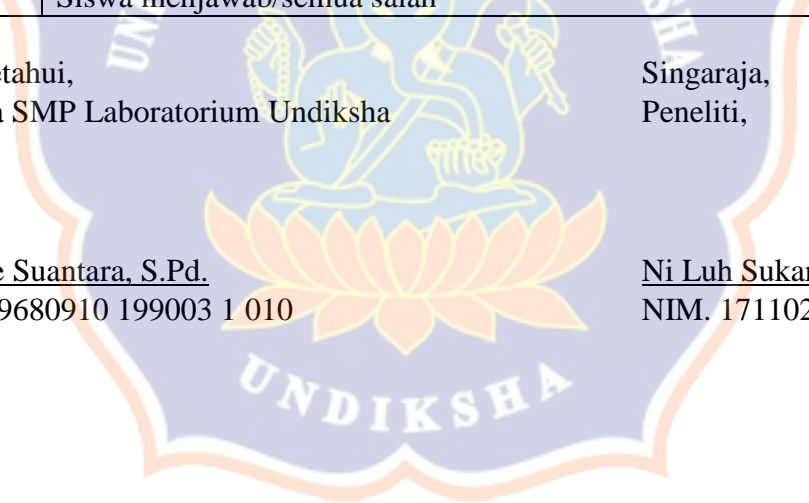 Siswa menjawab/semua salah
etahui,
a SMP Laboratorium Undiksha
Singaraja,
Peneliti,
e Suantara, S.Pd.
9680910 199003 1 010
Ni Luh Sukar
NIM. 171102
UNDIKSHA